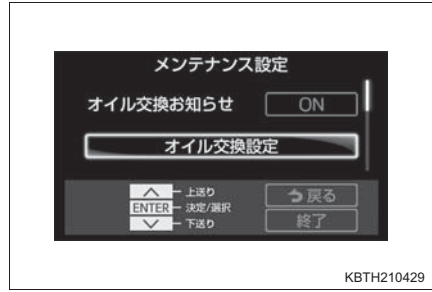 メンテナンス設定
オイル交換お知らせ ON
オイル交換設定
上送り
戻る
ENTER 決定/選択
下送り
終了
KBTH210429